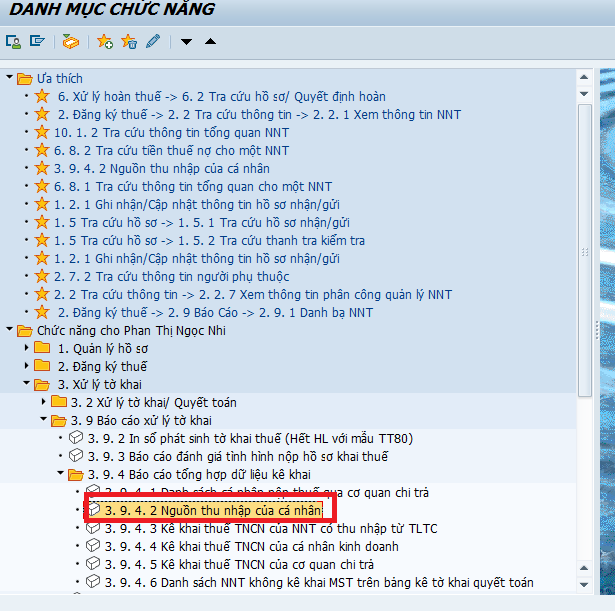 DANH MỤC CHỨC NĂNG
Ưa thích
6. Xử lý hoàn thuế -> 6. 2 Tra cứu hồ sơ/ Quyết định hoàn
2. Đăng ký thuế -> 2. 2 Tra cứu thông tin -> 2. 2. 1 Xem thông tin NNT
10. 1. 2 Tra cứu thông tin tổng quan NNT
6. 8. 2 Tra cứu tiền thuế nợ cho một NNT
3. 9. 4. 2 Nguồn thu nhập của cá nhân
6. 8. 1 Tra cứu thông tin tổng quan cho một NNT
1. 2. 1 Ghi nhận/Cập nhật thông tin hồ sơ nhận/gửi
1. 5 Tra cứu hồ sơ -> 1. 5. 1 Tra cứu hồ sơ nhận/gửi
1. 5 Tra cứu hồ sơ -> 1. 5. 2 Tra cứu thanh tra kiểm tra
1. 2. 1 Ghi nhận/Cập nhật thông tin hồ sơ nhận/gửi
2. 7. 2 Tra cứu thông tin người phụ thuộc
2. 2 Tra cứu thông tin -> 2. 2. 7 Xem thông tin phân công quản lý NNT
2. Đăng ký thuế -> 2. 9 Báo Cáo -> 2. 9. 1 Danh bạ NNT
Chức năng cho Phan Thị Ngọc Nhi
1. Quản lý hồ sơ
2. Đăng ký thuế
3. Xử lý tờ khai
3. 2 Xử lý tờ khai/ Quyết toán
3. 9 Báo cáo xử lý tờ khai
3. 9. 2 In sổ phát sinh tờ khai thuế (Hết HL với mẫu TT80)
3. 9. 3 Báo cáo đánh giá tình hình nộp hồ sơ khai thuế
3. 9. 4 Báo cáo tổng hợp dữ liệu kê khai
3. 9. 4. 1 Danh sách cá nhân nộp thuế qua cơ quan chi trả
3. 9. 4. 2 Nguồn thu nhập của cá nhân
3. 9. 4. 3 Kê khai thuế TNCN của NNT có thu nhập từ TLTC
3. 9. 4. 4 Kê khai thuế TNCN của cá nhân kinh doanh
3. 9. 4. 5 Kê khai thuế TNCN của cơ quan chi trả
3. 9. 4. 6 Danh sách NNT không kê khai MST trên bảng kê tờ khai quyết toán